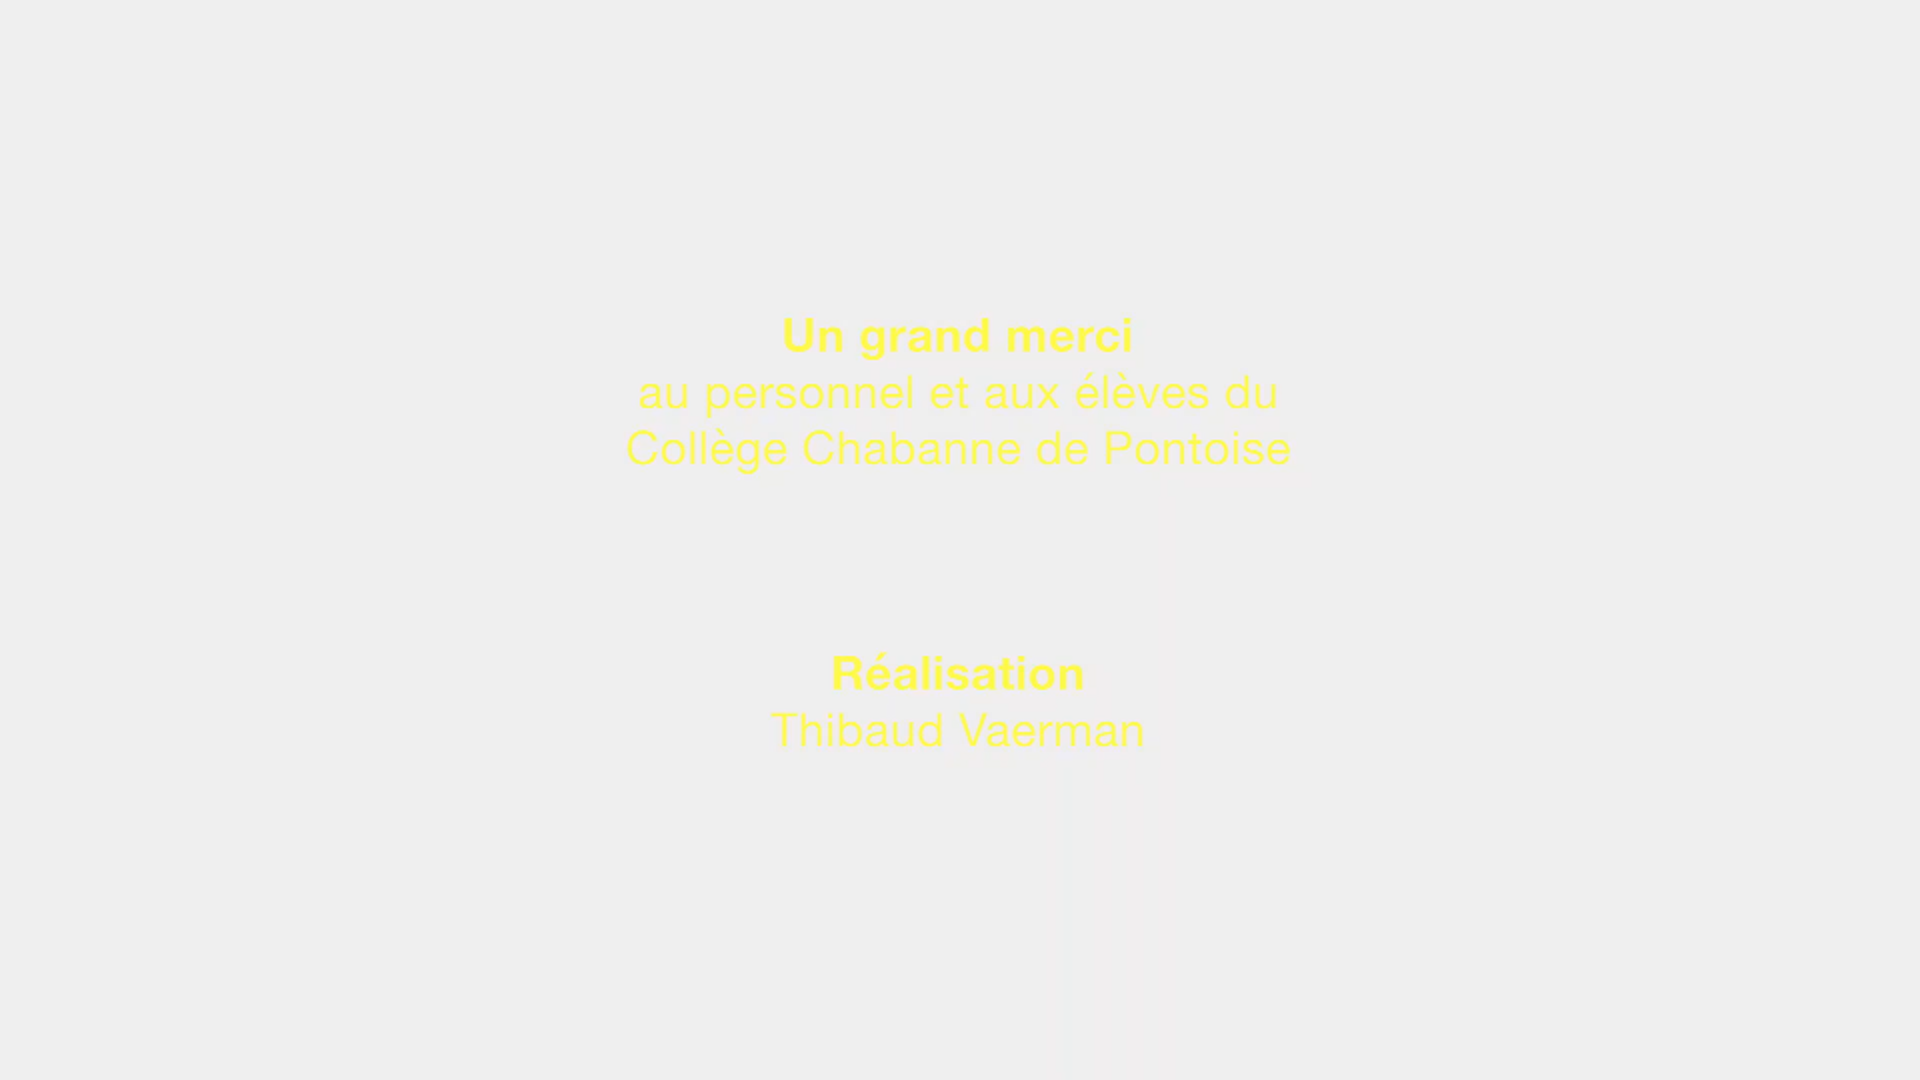 Un grand merci
au personnel et aux élèves du
Collège Chabanne de Pontoise
Réalisation
Thibaud Vaerman